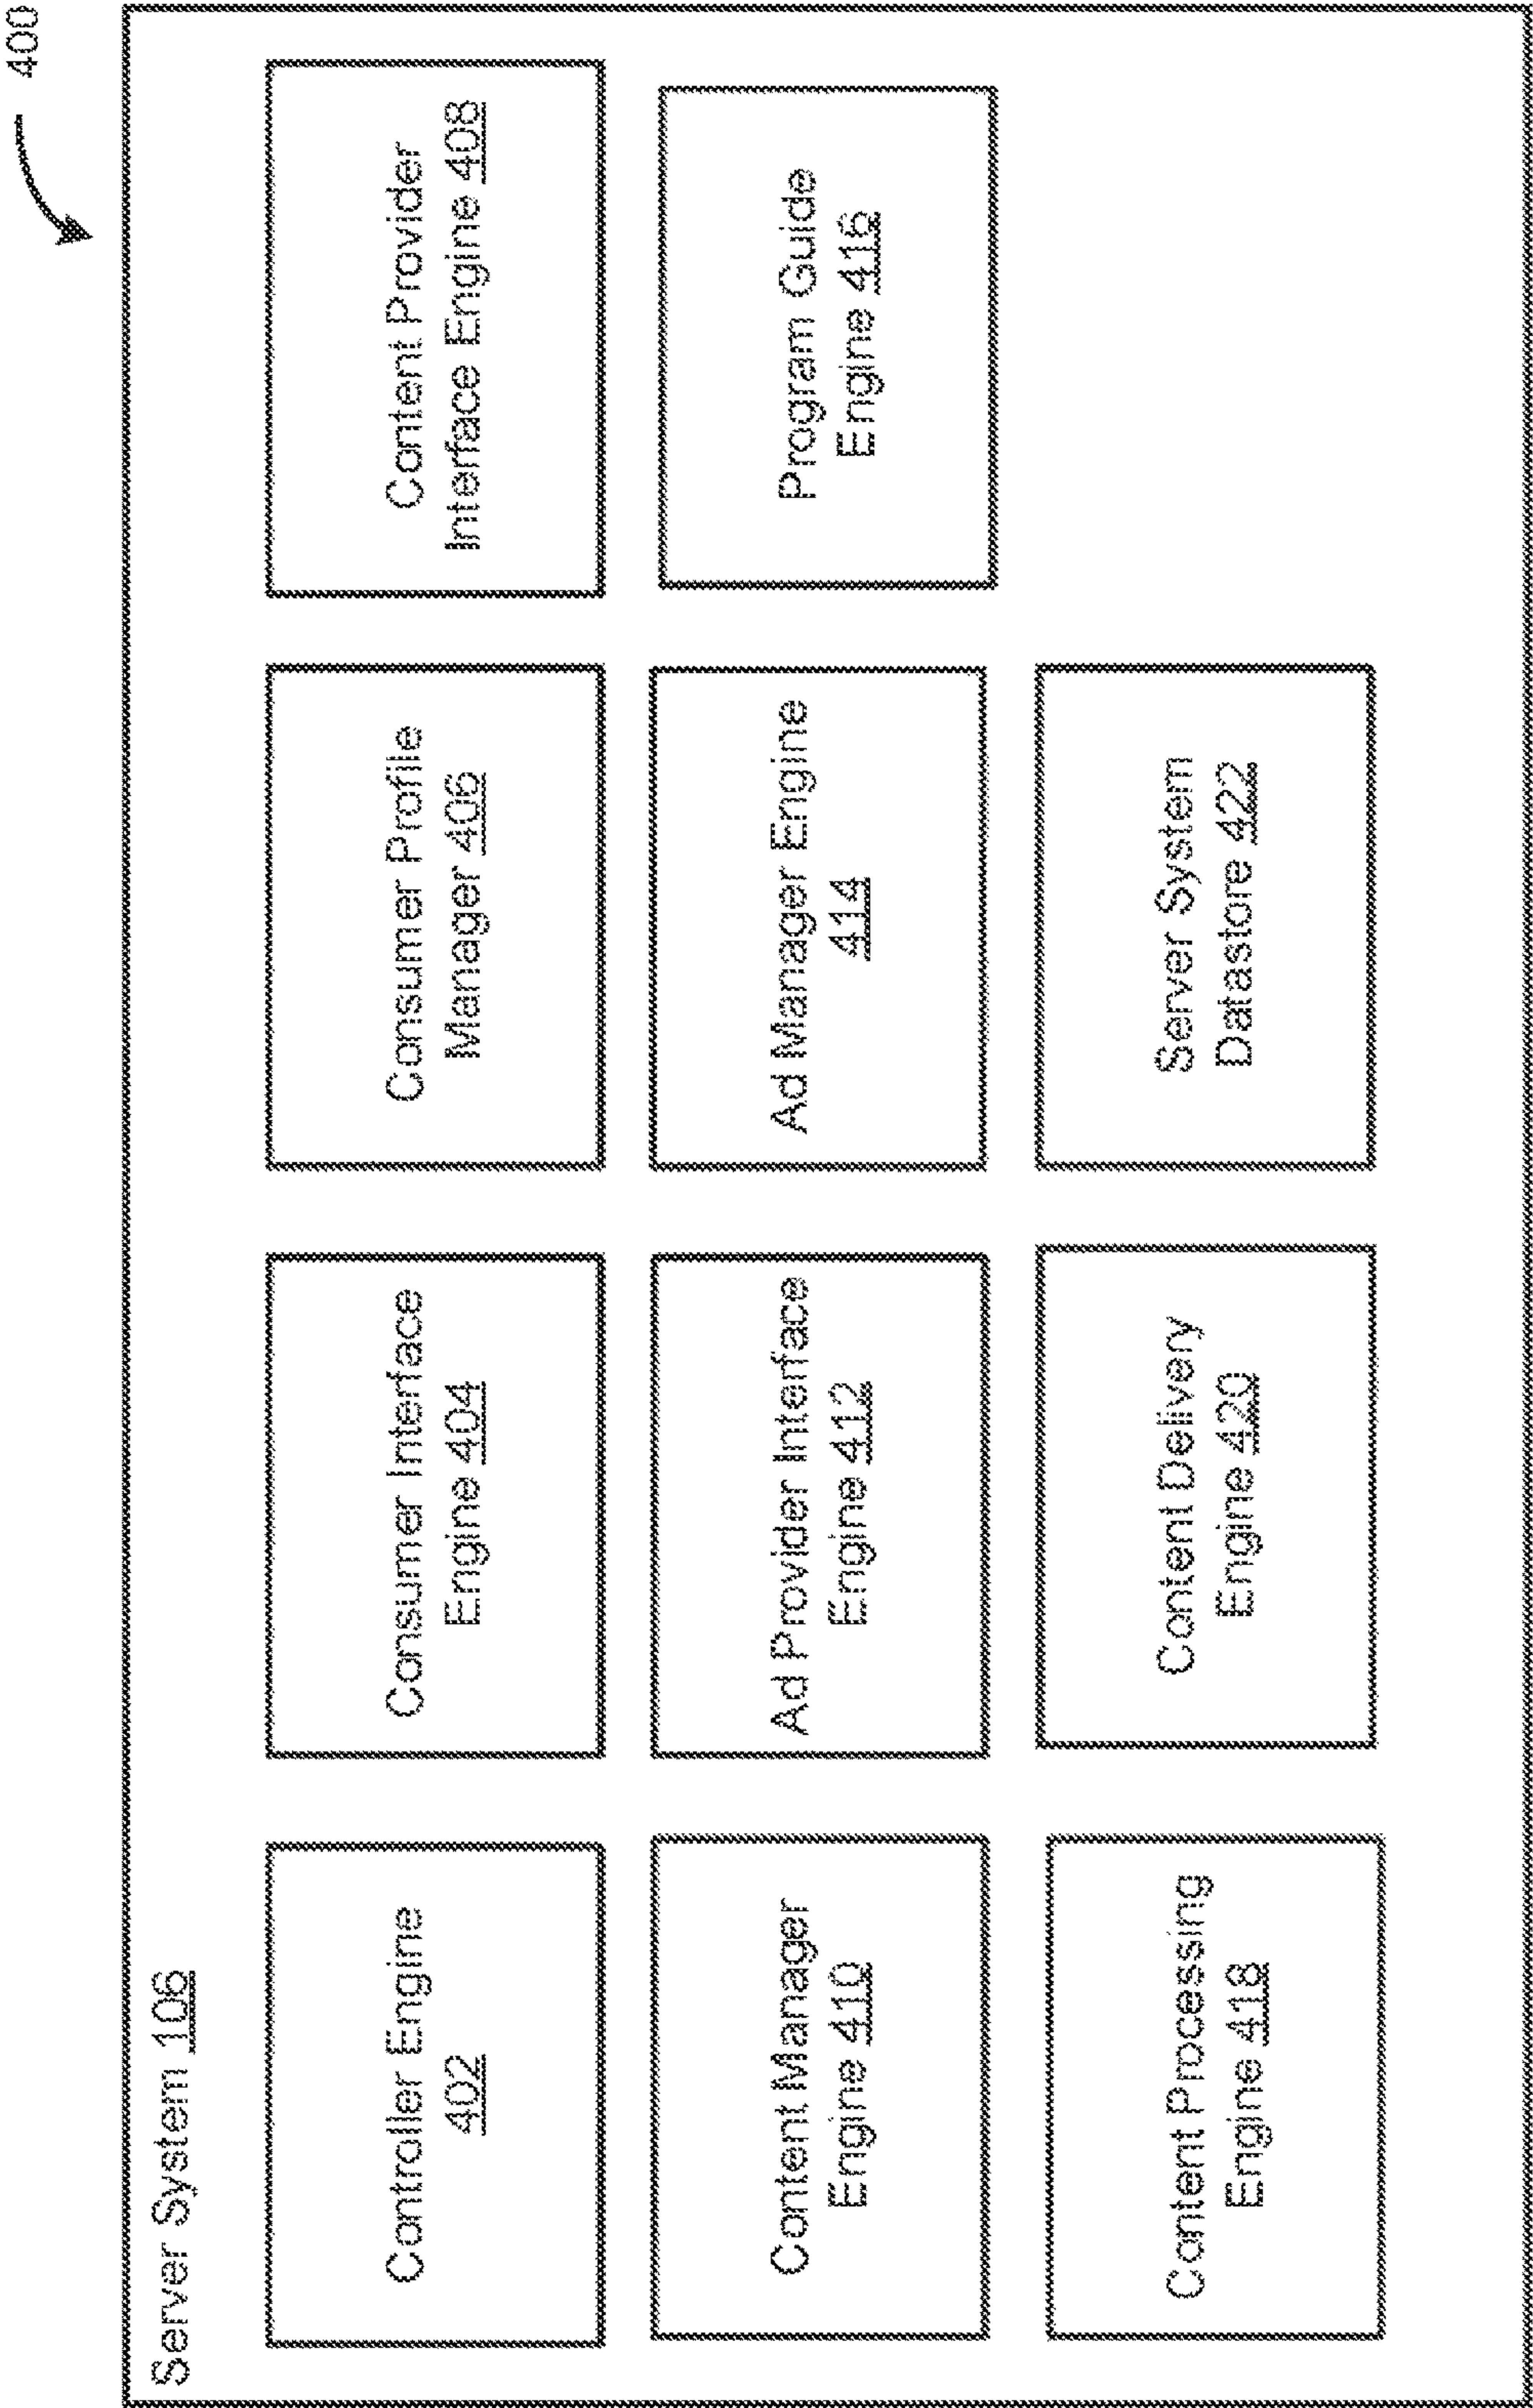 400
Server System 106
Controller Engine
402
Consumer Interface
Engine 404
Consumer Profile
Manager 406
Content Provider
Interface Engine 408
Content Manager
Engine 410
Ad Provider Interface
Engine 412
Ad Manager Engine
414
Program Guide
Engine 416
Content Processing
Engine 418
Content Delivery
Engine 420
Server System
Datastore 422